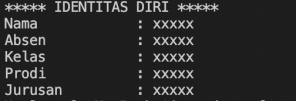 ***** IDENTITAS DIRI *****
Nama : xxxxx
Absen : xxxxx
Kelas : xxxxx
Prodi : xxxxx
Jurusan : xxxxx